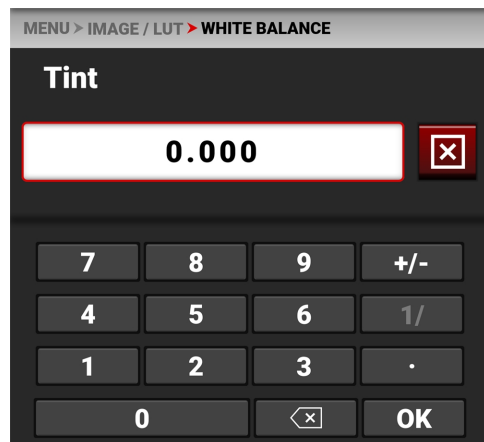 MENU > IMAGE / LUT > WHITE BALANCE
Tint
0.000
7 8 9 +/-
4 5 6 1/
1 2 3 .
0 OK